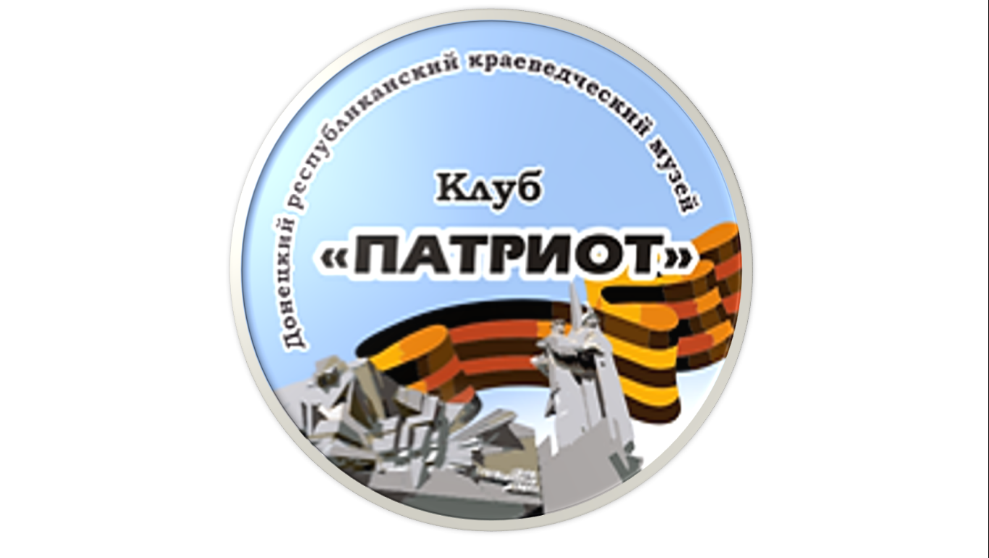 Донецкий республиканский краеведческий музей
Клуб
«ПАТРИОТ»